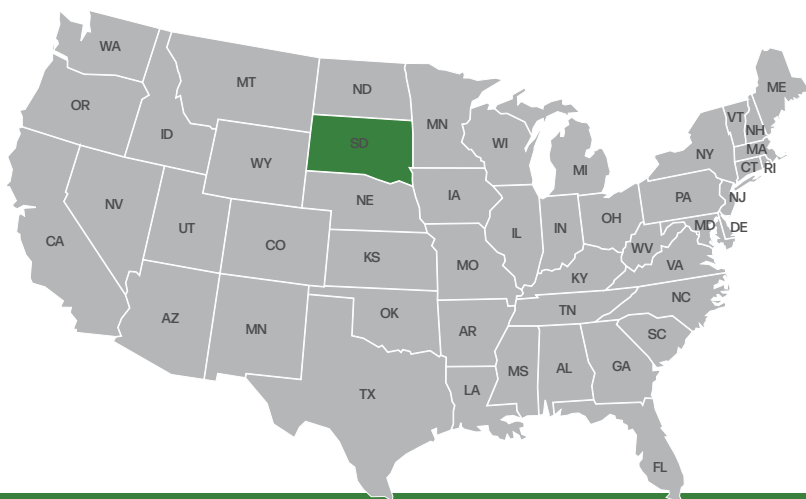 WA
MT
ND
MN
ME
OR
ID
SD
WI
VT
NH
WY
MI
NY
MA
CT
RI
NV
NE
IA
PA
NJ
UT
CO
IL
IN
OH
MD
DE
CA
KS
MO
WV
VA
KY
AZ
MN
OK
AR
TN
NC
SC
TX
LA
MS
AL
GA
FL